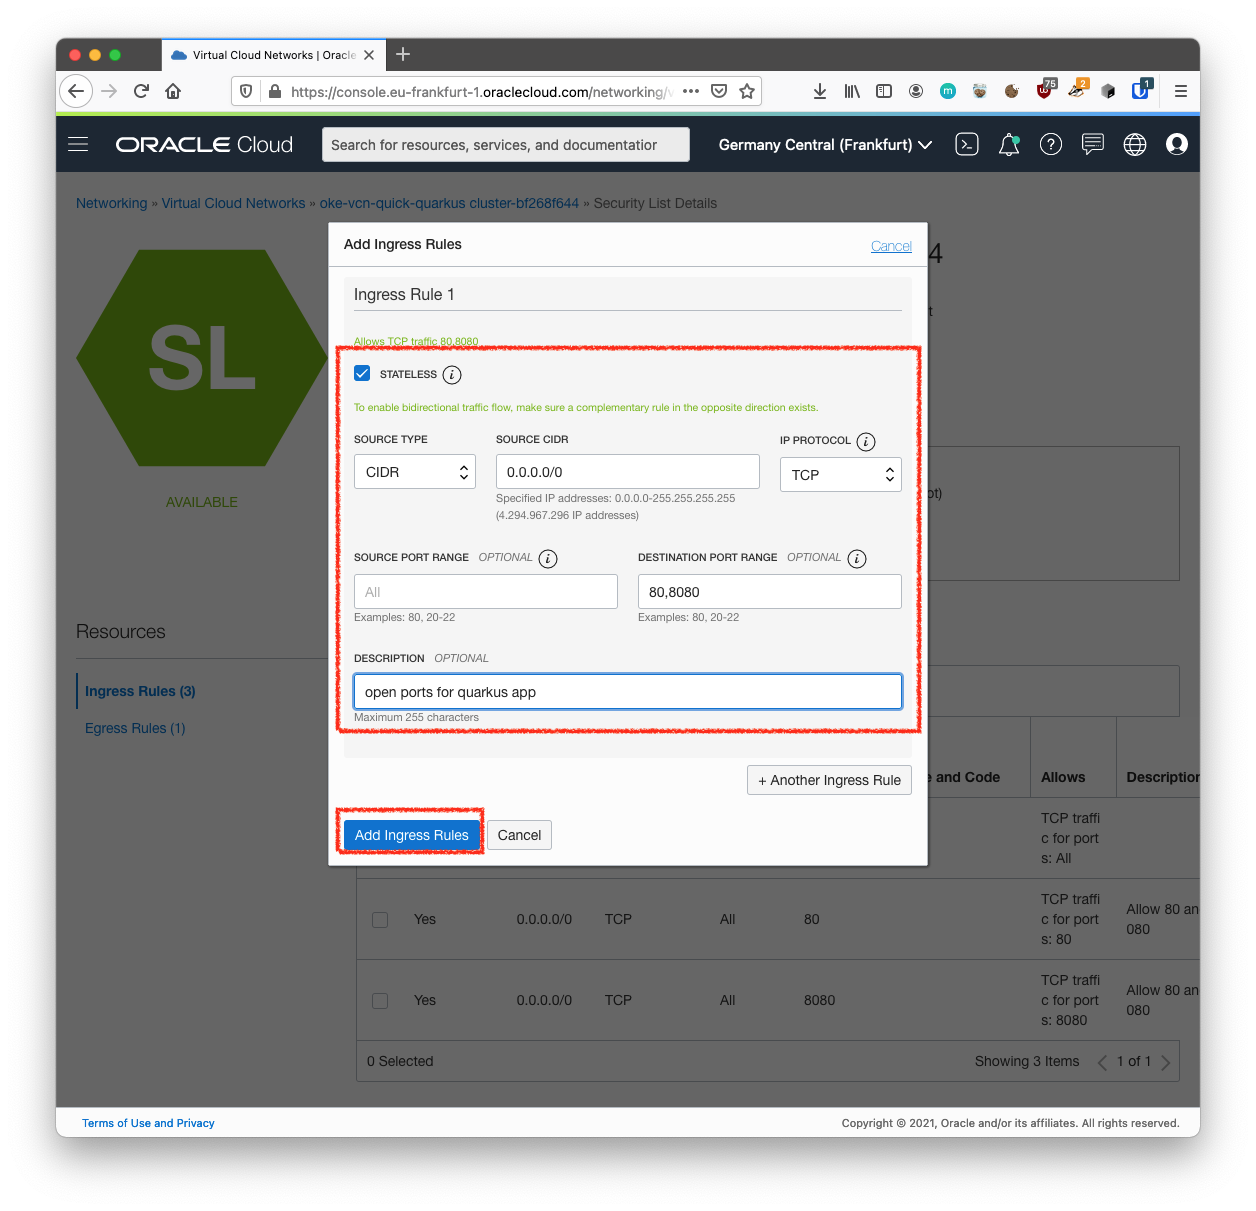 Virtual Cloud Networks | Oracle
https://console.eu-frankfurt-1.oraclecloud.com/networking/v
75
2
1
ORACLE Cloud
Search for resources, services, and documentation
Germany Central (Frankfurt)
Networking » Virtual Cloud Networks » oke-vcn-quick-quarkus cluster-bf268f644 » Security List Details
SL
AVAILABLE
4
t
Add Ingress Rules
Cancel
Ingress Rule 1
Allows TCP traffic 80,8080
STATELESS
To enable bidirectional traffic flow, make sure a complementary rule in the opposite direction exists.
SOURCE TYPE
SOURCE CIDR
IP PROTOCOL
CIDR
0.0.0.0/0
TCP
Specified IP addresses: 0.0.0.0-255.255.255.255
(4.294.967.296 IP addresses)
SOURCE PORT RANGE OPTIONAL
DESTINATION PORT RANGE OPTIONAL
All
80,8080
Examples: 80, 20-22
Examples: 80, 20-22
DESCRIPTION OPTIONAL
open ports for quarkus app
Maximum 255 characters
+ Another Ingress Rule
Add Ingress Rules
Cancel
Resources
Ingress Rules (3)
Egress Rules (1)
e and Code
Allows
Description
TCP traffi
c for port
s: All
Yes
0.0.0.0/0
TCP
All
80
TCP traffi
c for port
s: 80
Allow 80 an
080
Yes
0.0.0.0/0
TCP
All
8080
TCP traffi
c for port
s: 8080
Allow 80 an
080
0 Selected
Showing 3 Items
1 of 1
Terms of Use and Privacy
Copyright © 2021, Oracle and/or its affiliates. All rights reserved.